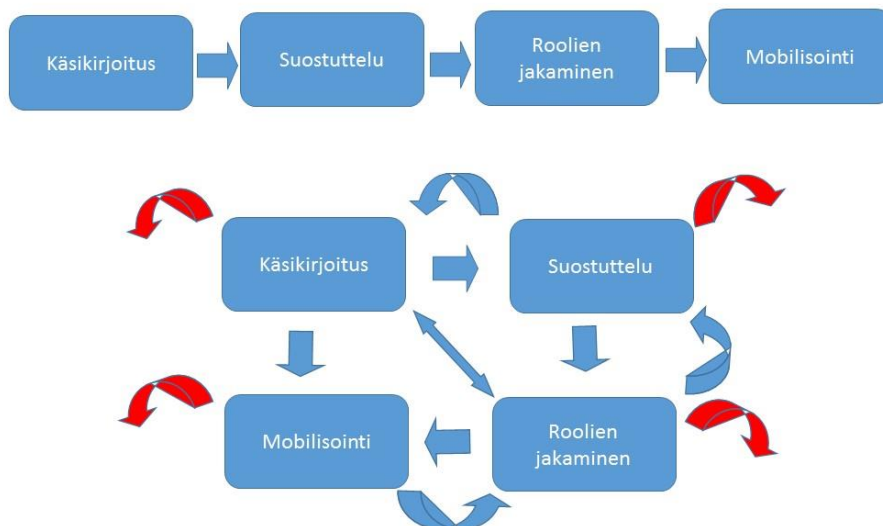 Käsikirjoitus
Suostuttelu
Roolien
jakaminen
Mobilisointi
Käsikirjoitus
Suostuttelu
Mobilisointi
Roolien
jakaminen